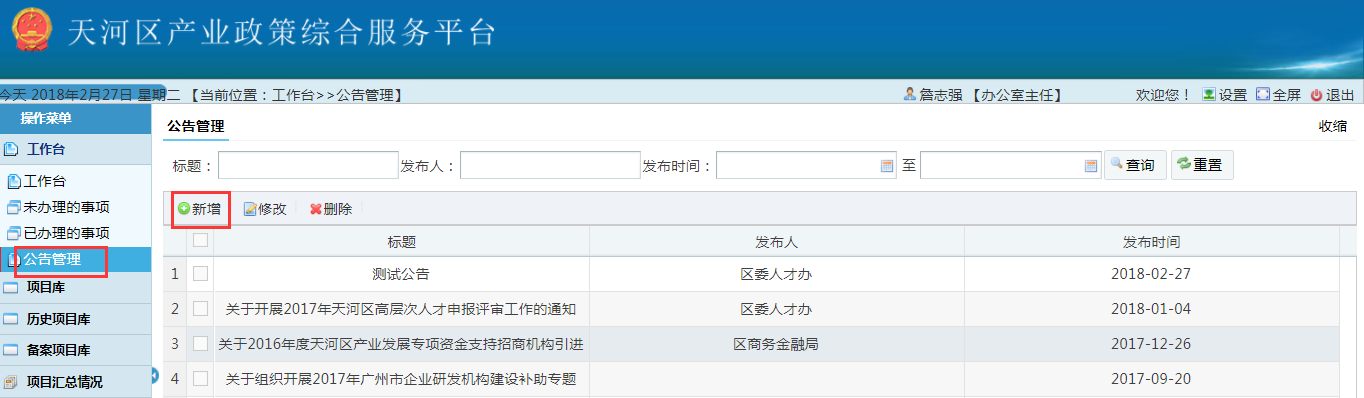 天河区产业政策综合服务平台
今天 2018年2月27日 星期二 【当前位置：工作台>>公告管理】 詹志强 【办公室主任】 欢迎您！ 设置 全屏 退出
操作菜单
工作台
工作台
未办理的事项
已办理的事项
公告管理
项目库
历史项目库
备案项目库
项目汇总情况
公告管理 收缩
标题： 发布人： 发布时间： 至 查询 重置
新增 修改 删除
标题 发布人 发布时间
1 测试公告 区委人才办 2018-02-27
2 关于开展2017年天河区高层次人才申报评审工作的通知 区委人才办 2018-01-04
3 关于2016年度天河区产业发展专项资金支持招商机构引进 区商务金融局 2017-12-26
4 关于组织开展2017年广州市企业研发机构建设补助专题 2017-09-20